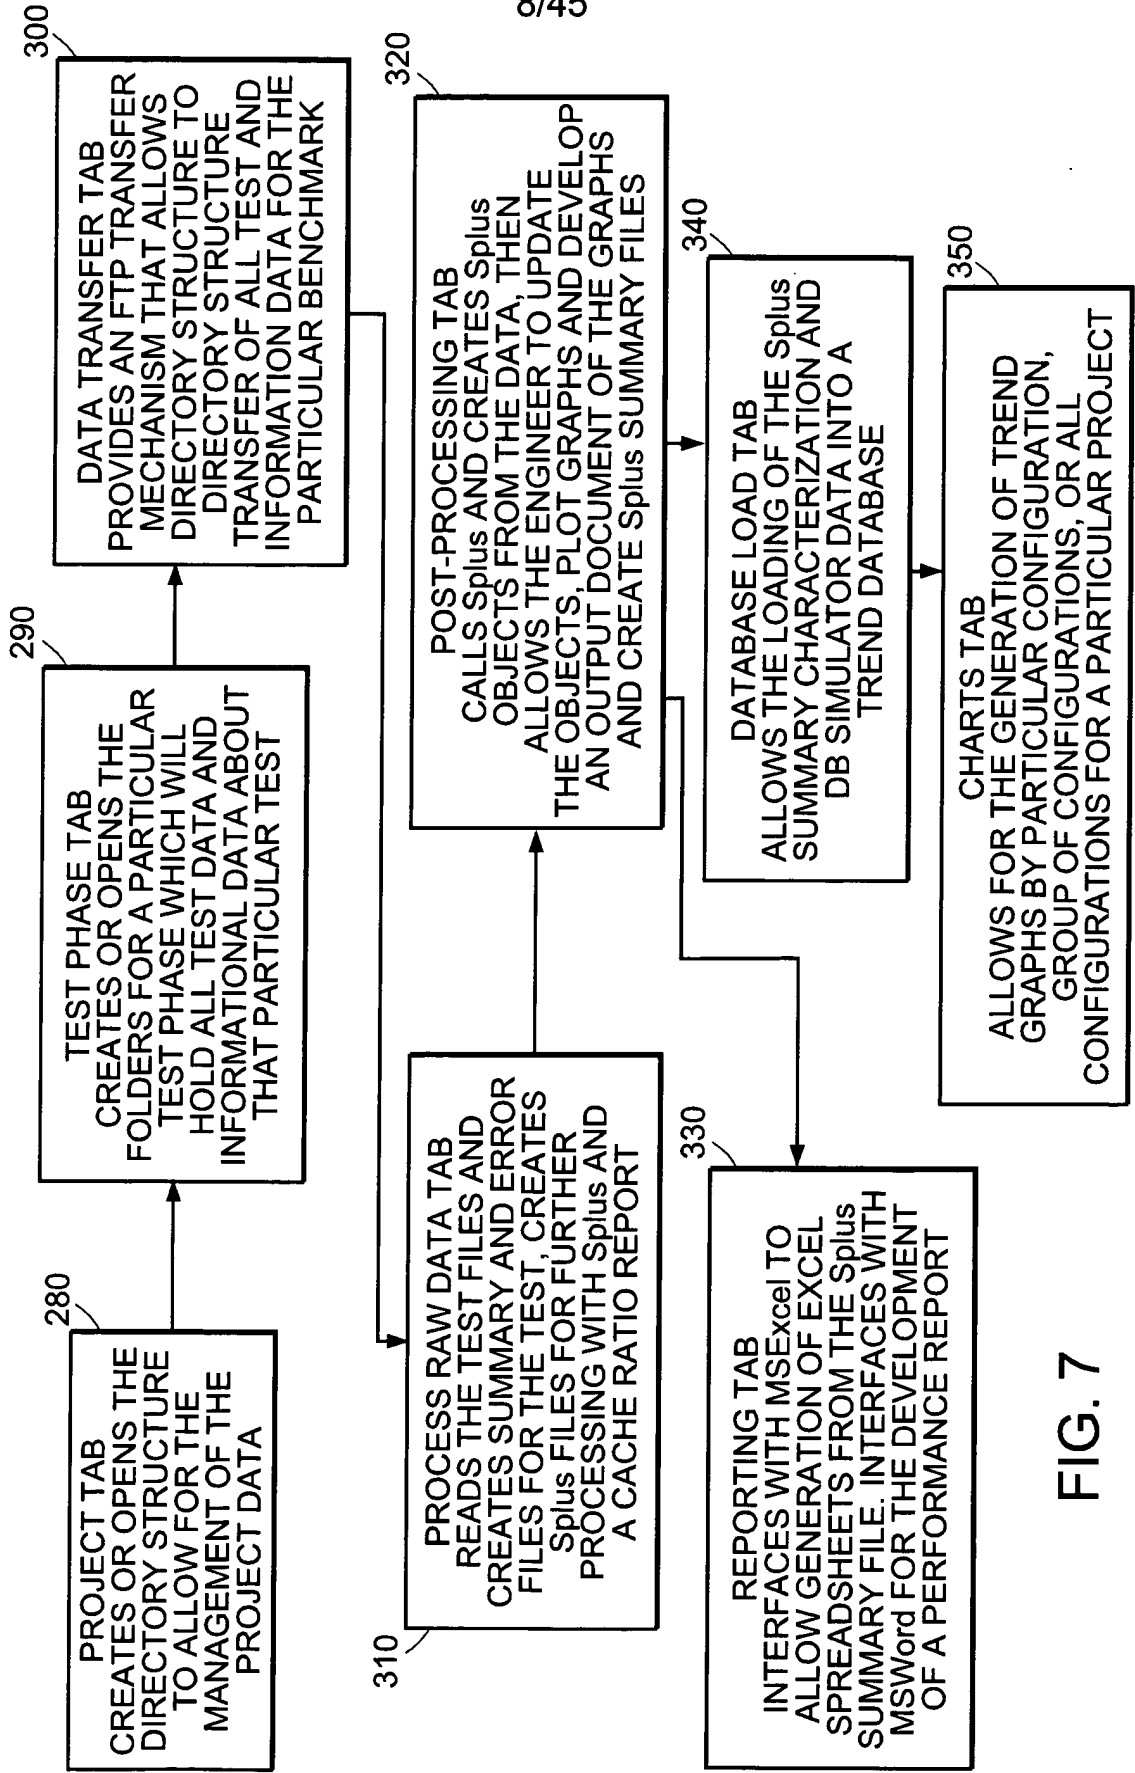 8/45
280
PROJECT TAB
CREATES OR OPENS THE
DIRECTORY STRUCTURE
TO ALLOW FOR THE
MANAGEMENT OF THE
PROJECT DATA
290
TEST PHASE TAB
CREATES OR OPENS THE
FOLDERS FOR A PARTICULAR
TEST PHASE WHICH WILL
HOLD ALL TEST DATA AND
INFORMATIONAL DATA ABOUT
THAT PARTICULAR TEST
300
DATA TRANSFER TAB
PROVIDES AN FTP TRANSFER
MECHANISM THAT ALLOWS
DIRECTORY STRUCTURE TO
DIRECTORY STRUCTURE
TRANSFER OF ALL TEST AND
INFORMATION DATA FOR THE
PARTICULAR BENCHMARK
310
PROCESS RAW DATA TAB
READS THE TEST FILES AND
CREATES SUMMARY AND ERROR
FILES FOR THE TEST, CREATES
Splus FILES FOR FURTHER
PROCESSING WITH Splus AND
A CACHE RATIO REPORT
320
POST-PROCESSING TAB
CALLS Splus AND CREATES Splus
OBJECTS FROM THE DATA, THEN
ALLOWS THE ENGINEER TO UPDATE
THE OBJECTS, PLOT GRAPHS AND DEVELOP
AN OUTPUT DOCUMENT OF THE GRAPHS
AND CREATE Splus SUMMARY FILES
330
REPORTING TAB
INTERFACES WITH MSExcel TO
ALLOW GENERATION OF EXCEL
SPREADSHEETS FROM THE Splus
SUMMARY FILE. INTERFACES WITH
MSWord FOR THE DEVELOPMENT
OF A PERFORMANCE REPORT
340
DATABASE LOAD TAB
ALLOWS THE LOADING OF THE Splus
SUMMARY CHARACTERIZATION AND
DB SIMULATOR DATA INTO A
TREND DATABASE
350
CHARTS TAB
ALLOWS FOR THE GENERATION OF TREND
GRAPHS BY PARTICULAR CONFIGURATION,
GROUP OF CONFIGURATIONS, OR ALL
CONFIGURATIONS FOR A PARTICULAR PROJECT
FIG. 7